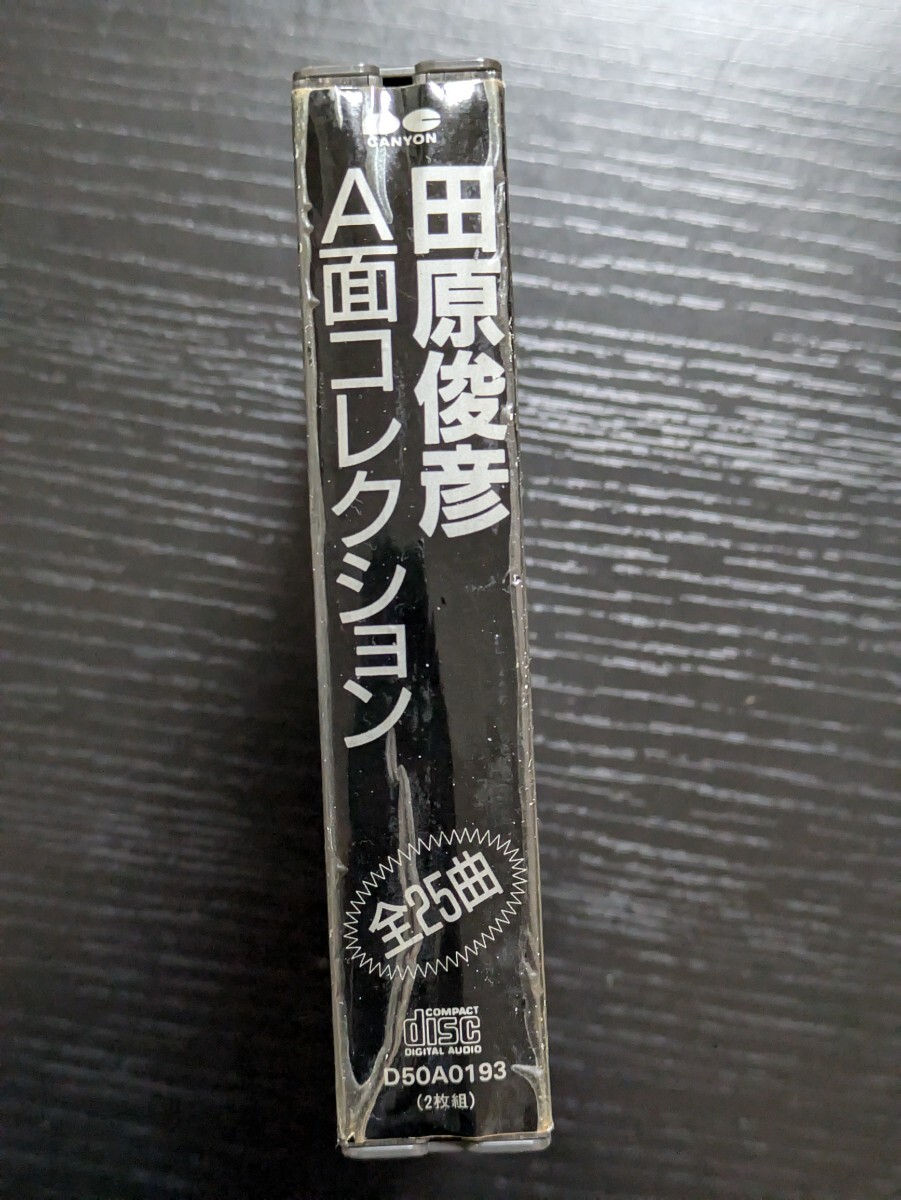 CANYON
田原俊彦
A面コレクション
全25曲
COMPACT
disc
DIGITAL AUDIO
D50A0193
(2枚組)